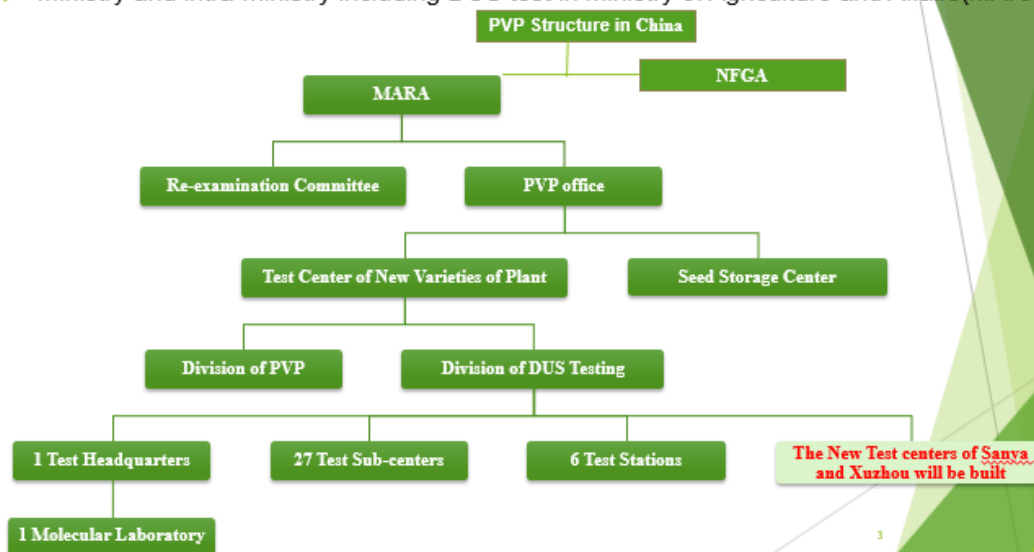 PVP Structure in China
NFGA
MARA
Re-examination Committee
PVP office
Test Center of New Varieties of Plant
Seed Storage Center
Division of PVP
Division of DUS Testing
1 Test Headquarters
27 Test Sub-centers
6 Test Stations
The New Test centers of Sanya
and Xuzhou will be built
1 Molecular Laboratory
3